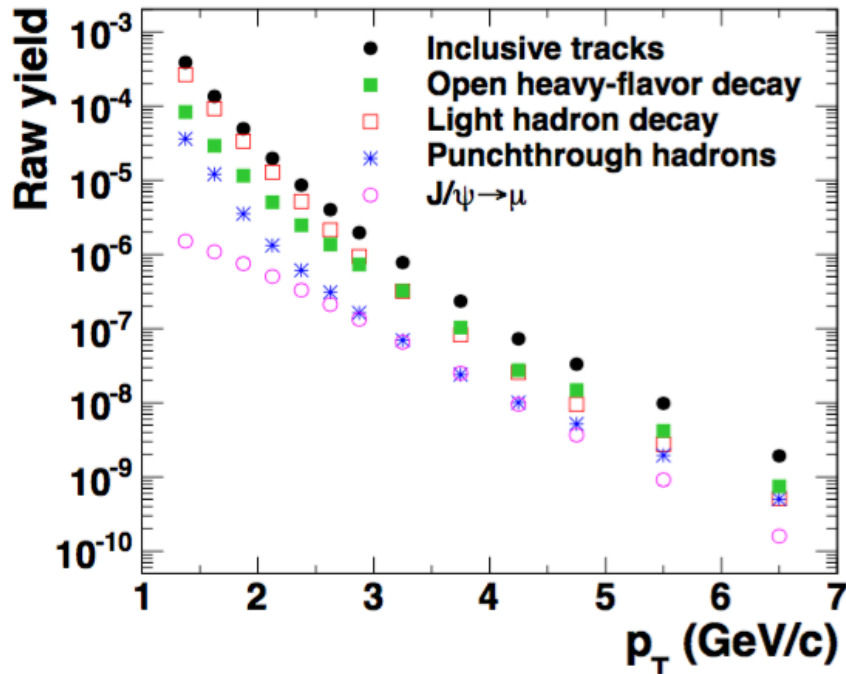 Raw yield
10^-3
10^-4
10^-5
10^-6
10^-7
10^-8
10^-9
10^-10
Inclusive tracks
Open heavy-flavor decay
Light hadron decay
Punchthrough hadrons
J/ψ→μ
1 2 3 4 5 6 7
p_T (GeV/c)